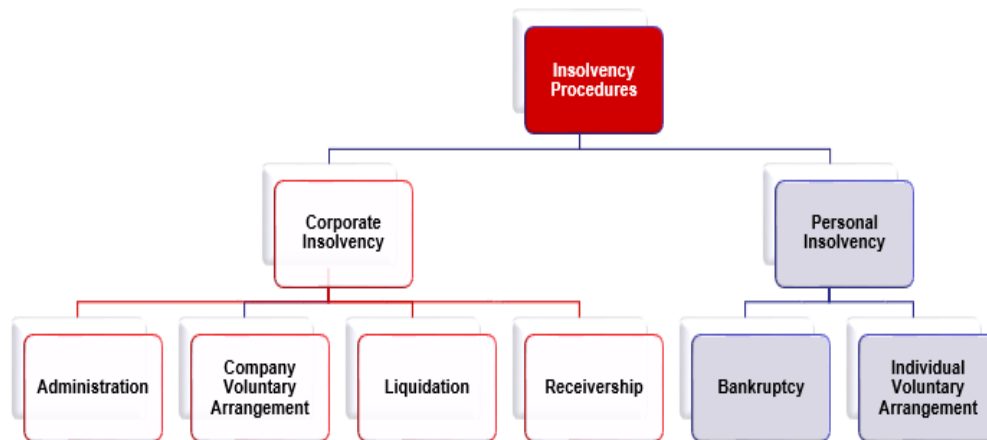 Insolvency
Procedures
Corporate
Insolvency
Personal
Insolvency
Administration
Company
Voluntary
Arrangement
Liquidation
Receivership
Bankruptcy
Individual
Voluntary
Arrangement